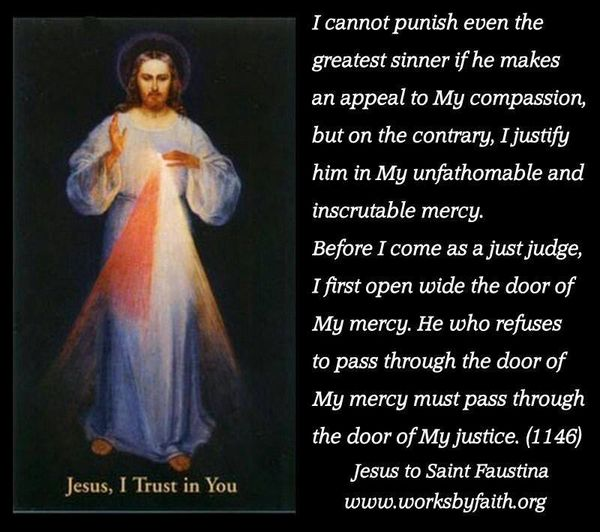 I cannot punish even the
greatest sinner if he makes
an appeal to My compassion,
but on the contrary, I justify
him in My unfathomable and
inscrutable mercy.
Before I come as a just judge,
I first open wide the door of
My mercy. He who refuses
to pass through the door of
My mercy must pass through
the door of My justice. (1146)
Jesus to Saint Faustina
www.worksbyfaith.org
Jesus, I Trust in You